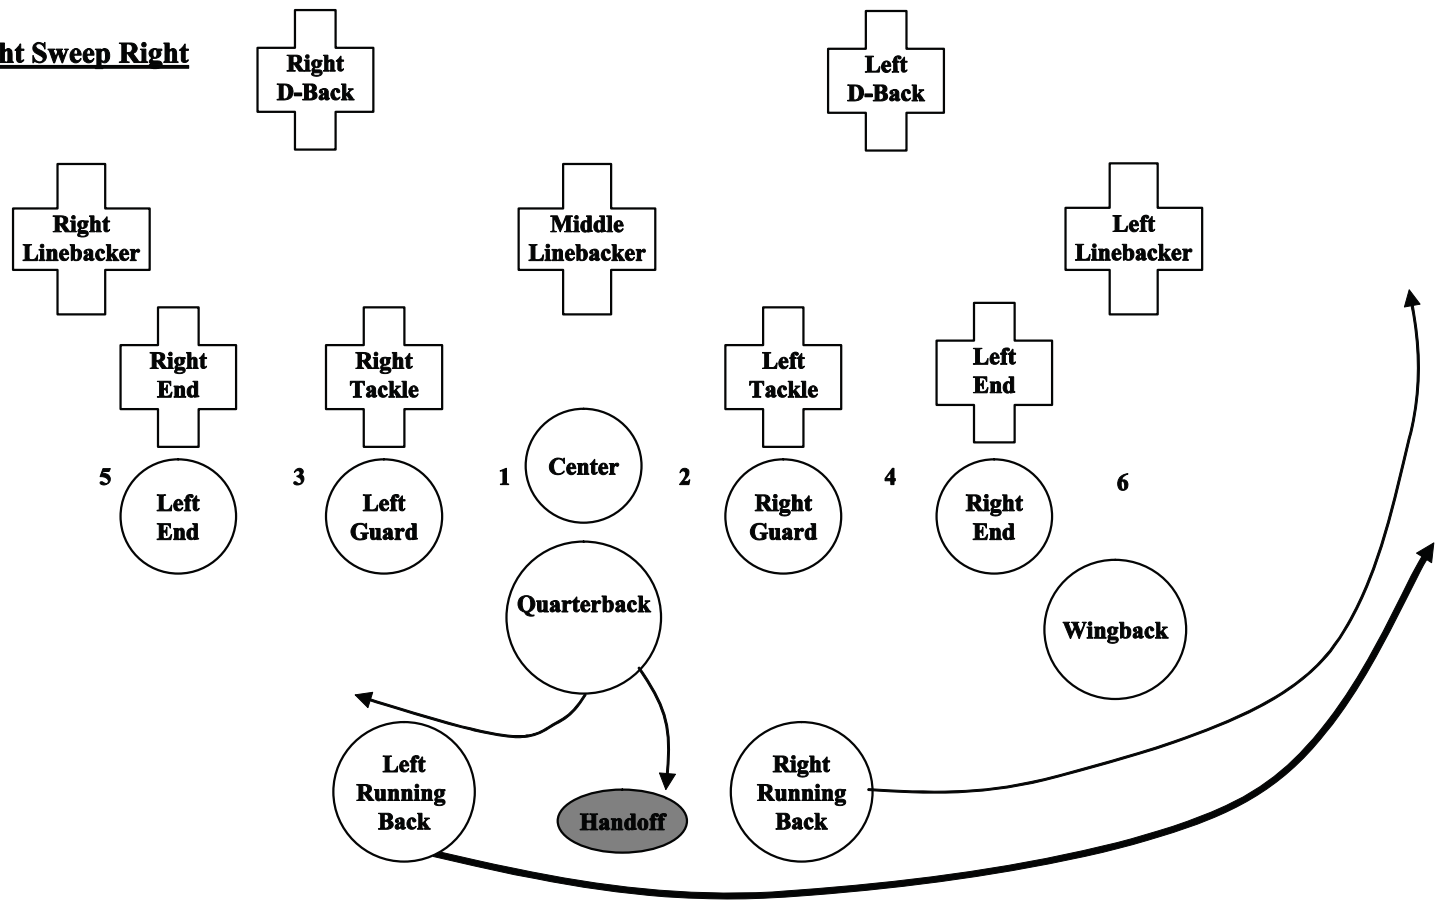 ht Sweep Right
Right
D-Back
Left
D-Back
Right
Linebacker
Middle
Linebacker
Left
Linebacker
Right
End
Right
Tackle
Left
Tackle
Left
End
5
Left
End
3
Left
Guard
1
Center
2
Right
Guard
4
Right
End
6
Quarterback
Wingback
Left
Running
Back
Handoff
Right
Running
Back